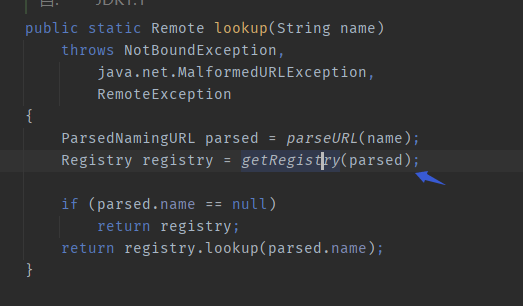 自: JDK1.1
public static Remote lookup(String name)
throws NotBoundException,
java.net.MalformedURLException,
RemoteException
{
ParsedNamingURL parsed = parseURL(name);
Registry registry = getRegistry(parsed);
if (parsed.name == null)
return registry;
return registry.lookup(parsed.name);
}